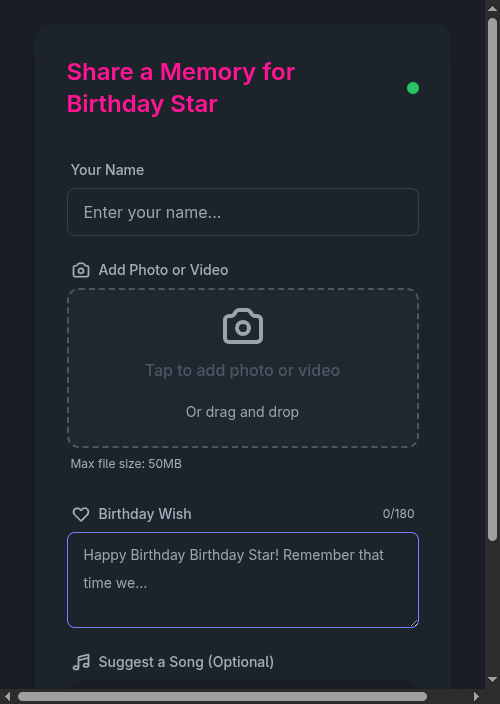 Share a Memory for
Birthday Star
Your Name
Enter your name...
Add Photo or Video
Tap to add photo or video
Or drag and drop
Max file size: 50MB
Birthday Wish
0/180
Happy Birthday Birthday Star! Remember that
time we...
Suggest a Song (Optional)